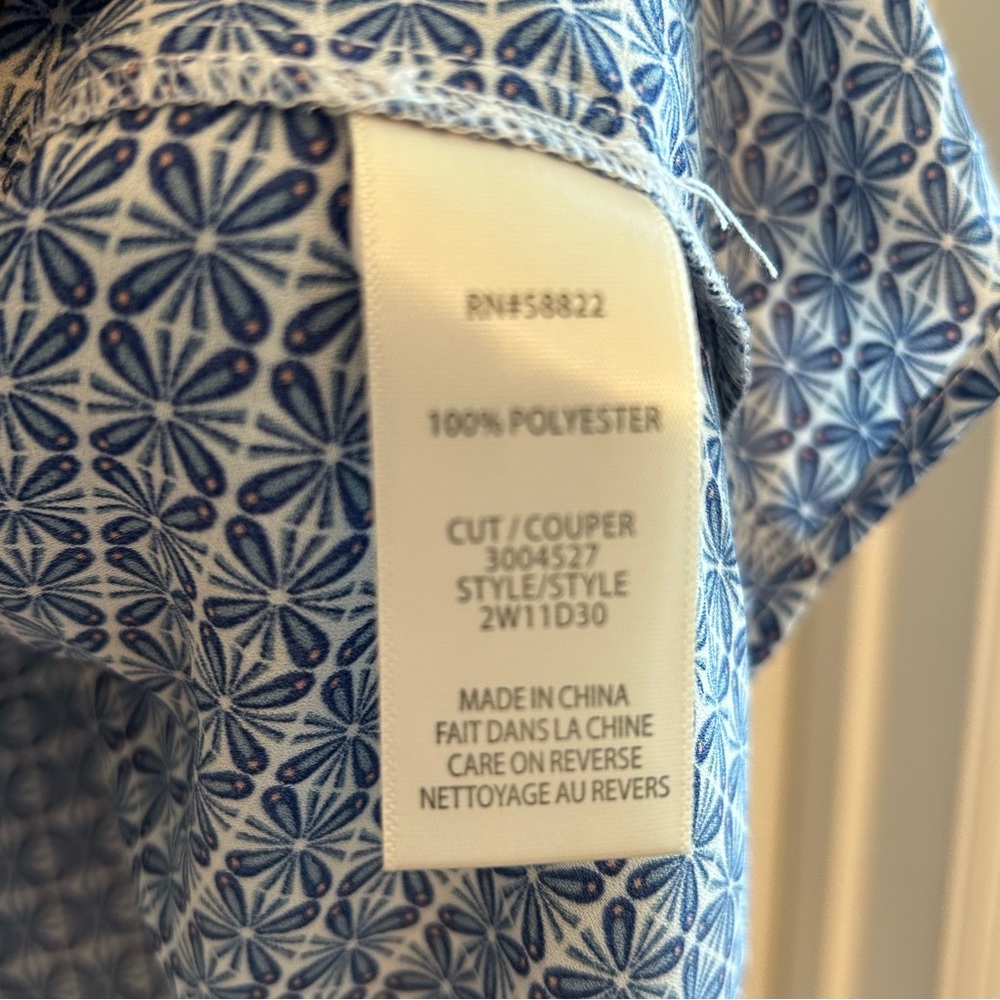 RN#58822
100% POLYESTER
CUT / COUPER
3004527
STYLE/STYLE
2W11D30
MADE IN CHINA
FAIT DANS LA CHINE
CARE ON REVERSE
NETTOYAGE AU REVERS